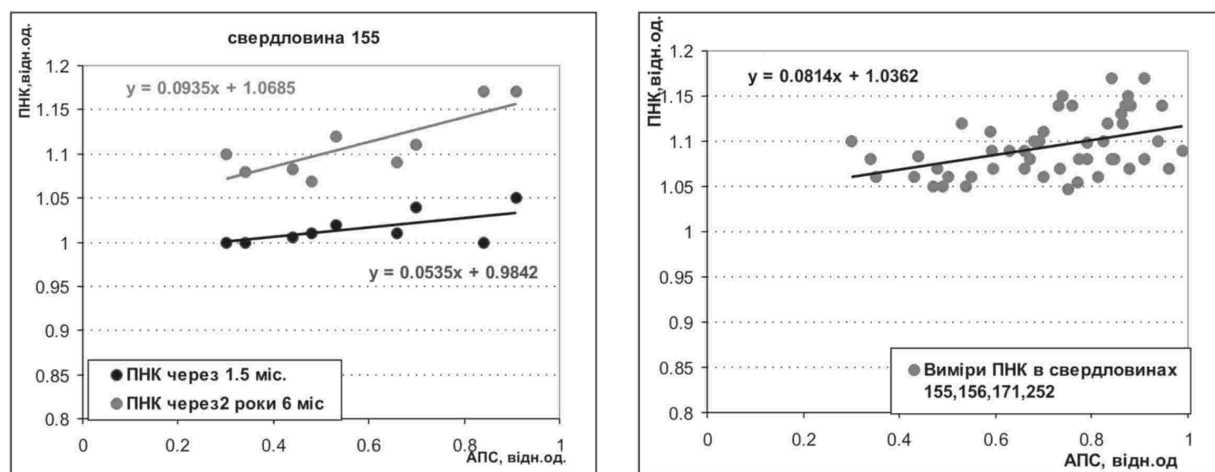 свердловина 155
ПНК,відн.од.
1.2
1.15
1.1
1.05
1
0.95
0.9
0.85
0.8
y = 0.0935x + 1.0685
y = 0.0535x + 0.9842
ПНК через 1.5 міс.
ПНК через2 роки 6 міс
0
0.2
0.4
0.6
0.8
1
АПС, відн.од.
ПНК, відн.од.
1.2
1.15
1.10
1.05
1
0.95
0.9
0.85
0.8
y = 0.0814x + 1.0362
Виміри ПНК в свердловинах
155,156,171,252
0
0.2
0.4
0.6
0.8
1
АПС, відн.од